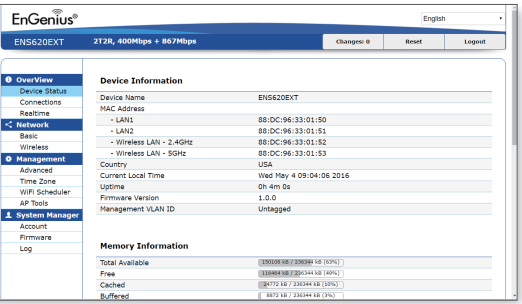 EnGenius®
English
ENS620EXT 2T2R, 400Mbps + 867Mbps Changes: 0 Reset Logout
OverView
Device Status
Connections
Realtime
Network
Basic
Wireless
Management
Advanced
Time Zone
WiFi Scheduler
AP Tools
System Manager
Account
Firmware
Log
Device Information
Device Name ENS620EXT
MAC Address
- LAN1 88:DC:96:33:01:50
- LAN2 88:DC:96:33:01:51
- Wireless LAN - 2.4GHz 88:DC:96:33:01:52
- Wireless LAN - 5GHz 88:DC:96:33:01:53
Country USA
Current Local Time Wed May 4 09:04:06 2016
Uptime 0h 4m 0s
Firmware Version 1.0.0
Management VLAN ID Untagged
Memory Information
Total Available 150108 kB / 236344 kB (63%)
Free 116464 kB / 236344 kB (49%)
Cached 24772 kB / 236344 kB (10%)
Buffered 8872 kB / 236344 kB (3%)